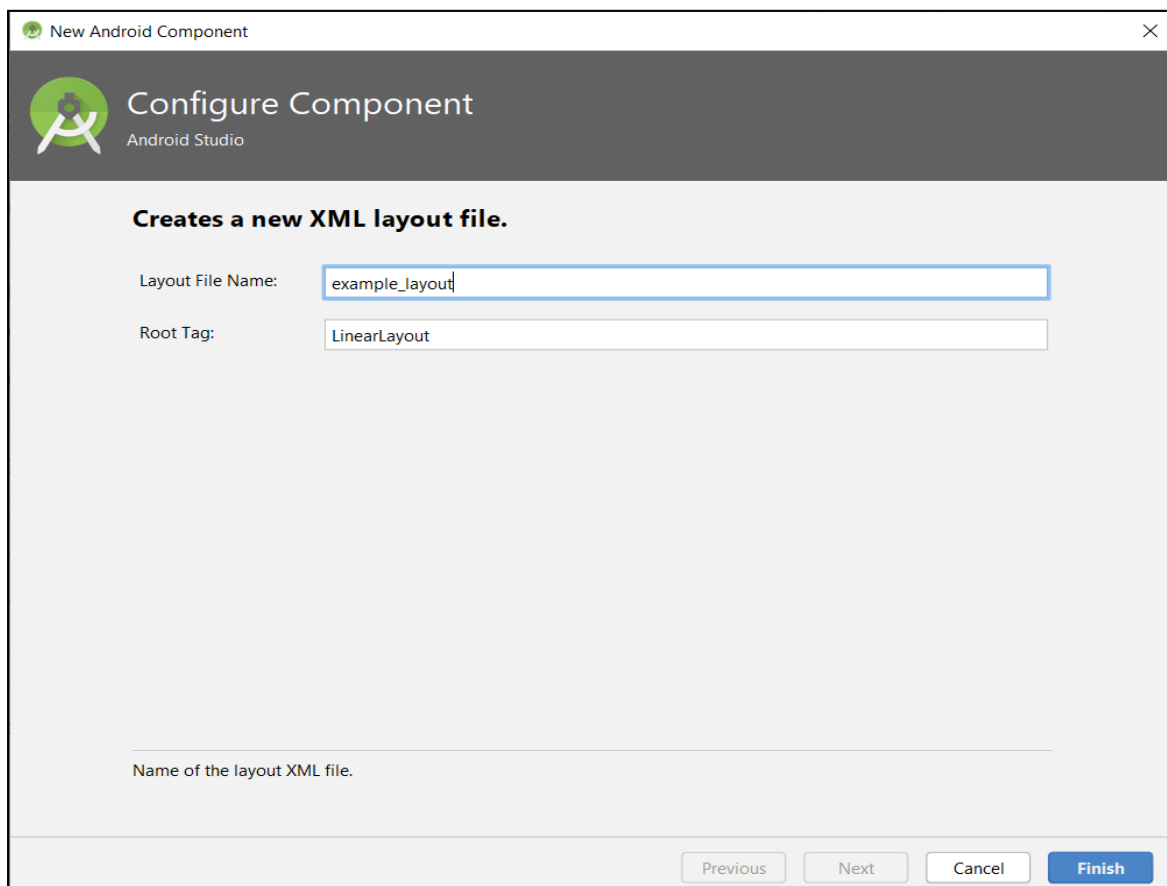 New Android Component
Configure Component
Android Studio
Creates a new XML layout file.
Layout File Name:
example_layout
Root Tag:
LinearLayout
Name of the layout XML file.
Previous
Next
Cancel
Finish